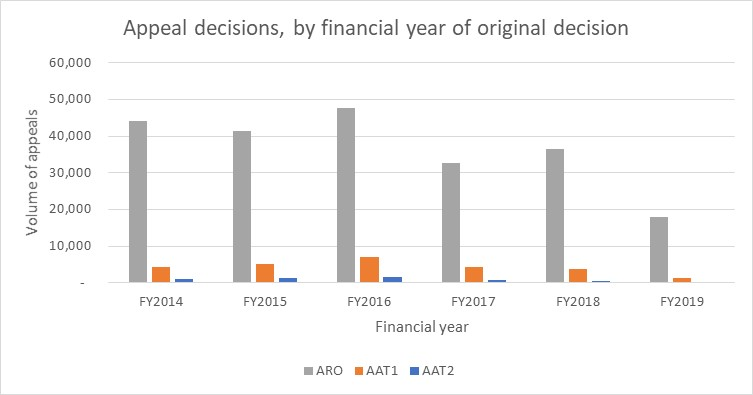 Appeal decisions, by financial year of original decision
60,000
50,000
40,000
30,000
20,000
10,000
-
Volume of appeals
FY2014 FY2015 FY2016 FY2017 FY2018 FY2019
Financial year
ARO AAT1 AAT2